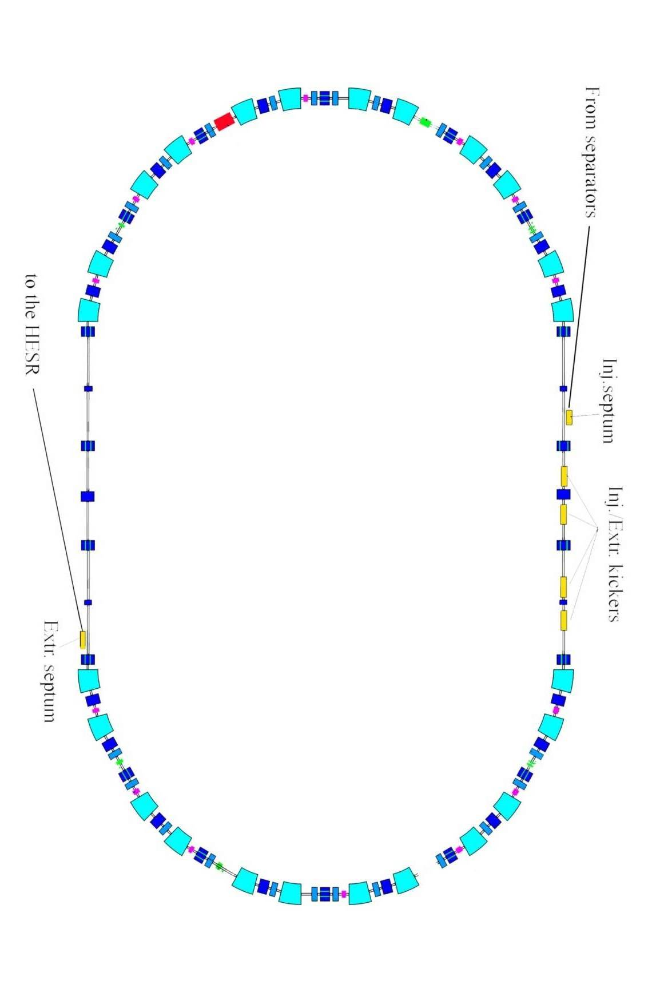 From separators
Inj.septum
Inj./Extr. kickers
to the HESR
Extr. septum